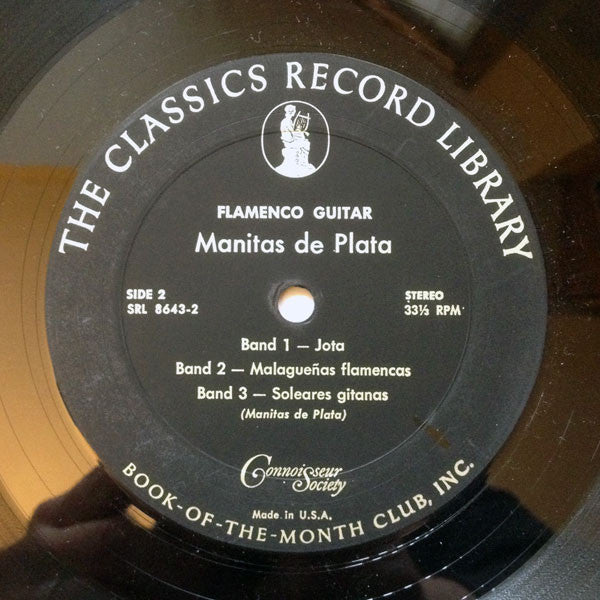 THE CLASSICS RECORD LIBRARY
FLAMENCO GUITAR
Manitas de Plata
SIDE 2
SRL 8643-2
STEREO
33⅓ RPM
Band 1 — Jota
Band 2 — Malagueñas flamencas
Band 3 — Soleares gitanas
(Manitas de Plata)
Connoisseur
Society
Made in U.S.A.
BOOK-OF-THE-MONTH CLUB, INC.